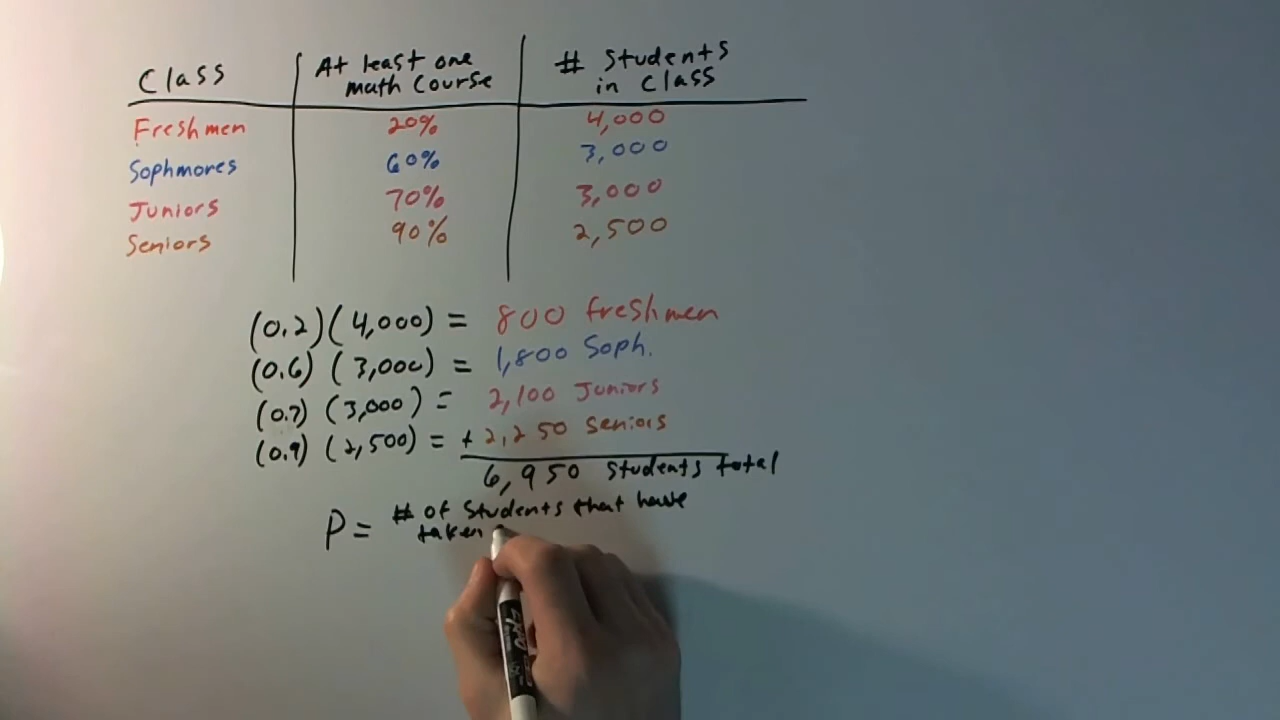 Class At least one math Course # Students in Class
Freshmen 20% 4,000
Sophmores 60% 3,000
Juniors 70% 3,000
Seniors 90% 2,500
(0.2)(4,000) = 800 freshmen
(0.6) (3,000) = 1,800 Soph.
(0.7) (3,000) = 2,100 Juniors
(0.9) (2,500) = + 2,250 Seniors
6,950 Students total
P = # of Students that have
taken
EXPO